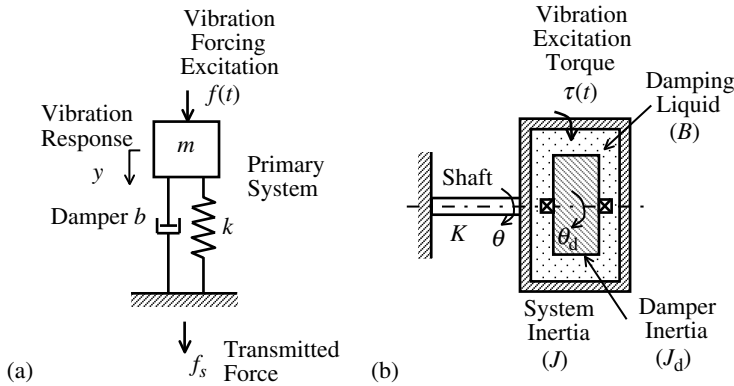 Vibration
Forcing
Excitation
f(t)
Vibration
Response
y
m
Primary
System
Damper b
k
f_s
Transmitted
Force
(a)
Vibration
Excitation
Torque
τ(t)
Damping
Liquid
(B)
Shaft
K
θ
θ_d
System
Inertia
(J)
Damper
Inertia
(J_d)
(b)